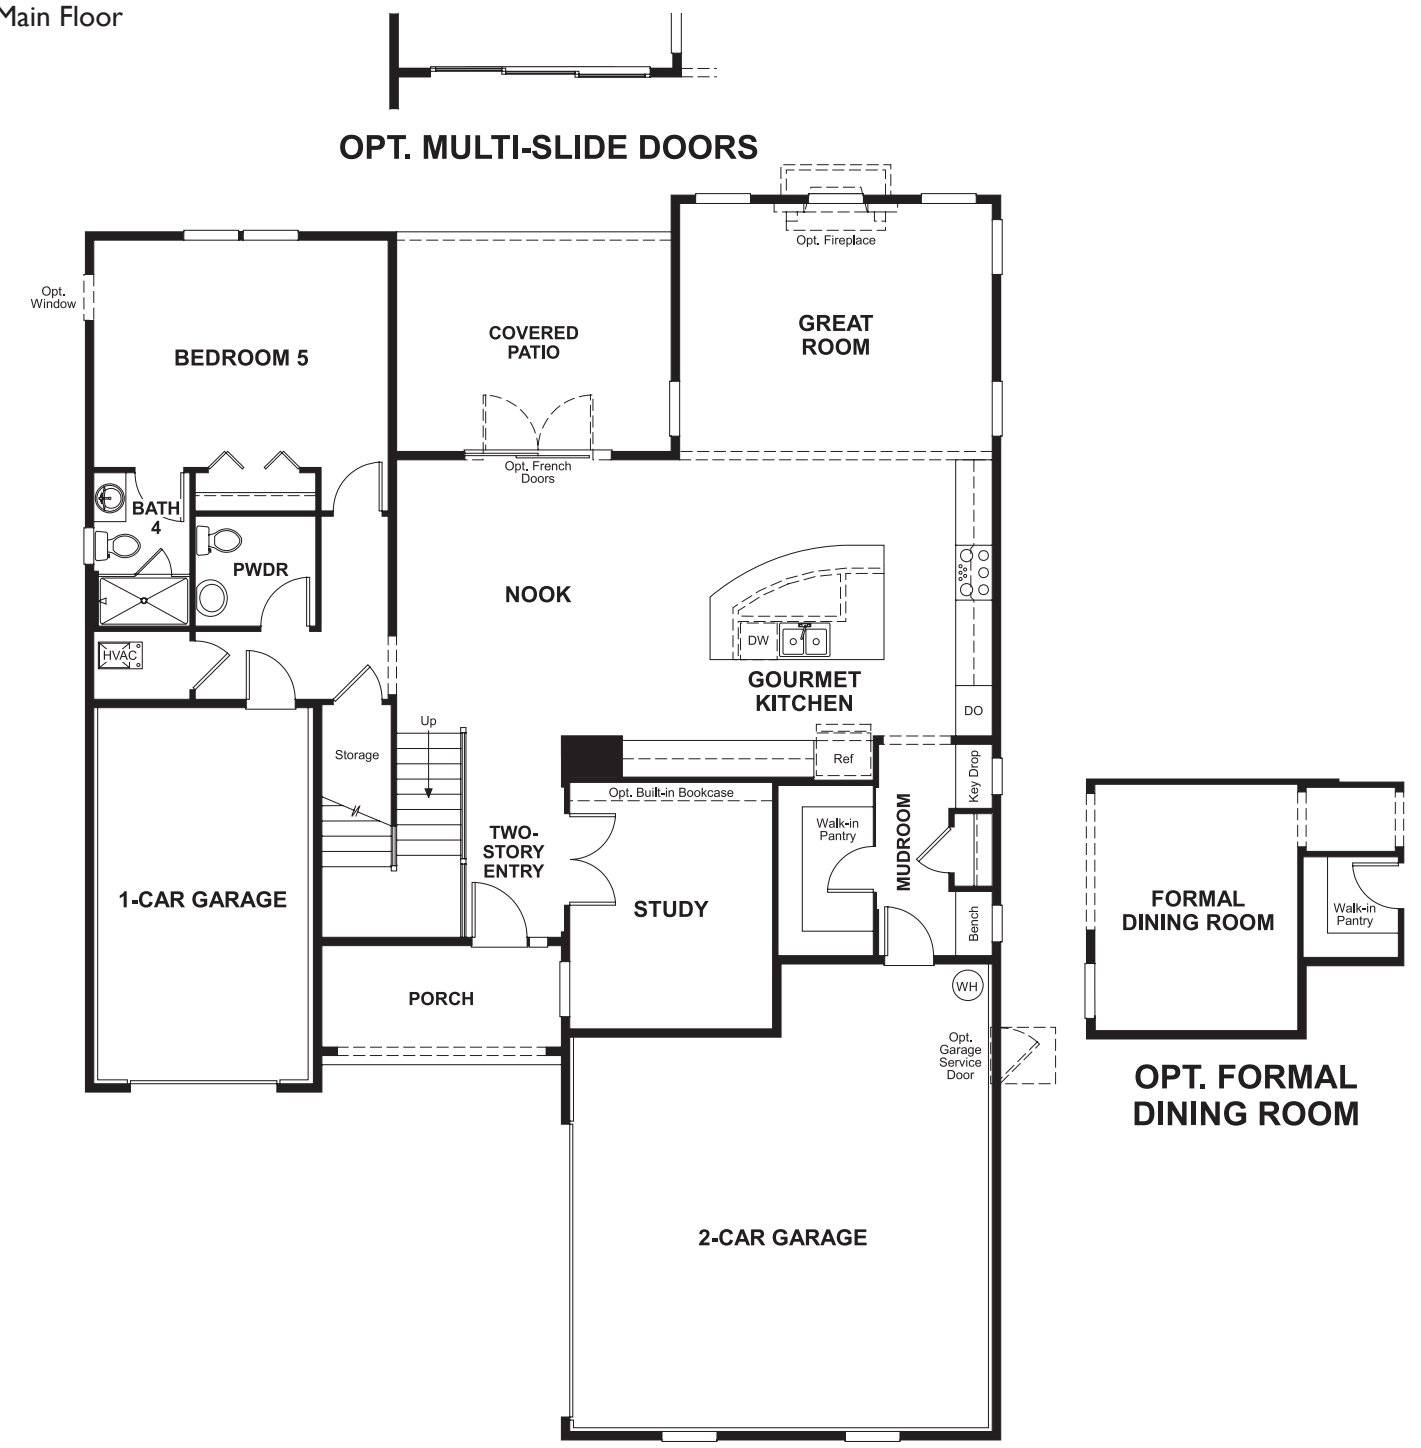 Main Floor
OPT. MULTI-SLIDE DOORS
Opt. Fireplace
Opt.
Window
GREAT
ROOM
COVERED
PATIO
BEDROOM 5
Opt. French
Doors
BATH
4
PWDR
NOOK
DW
HVAC
GOURMET
KITCHEN
DO
Up
Storage
Ref
Key Drop
Opt. Built-in Bookcase
Walk-in
Pantry
MUDROOM
TWO-
STORY
ENTRY
1-CAR GARAGE
STUDY
Bench
FORMAL
DINING ROOM
Walk-in
Pantry
PORCH
WH
Opt.
Garage
Service
Door
OPT. FORMAL
DINING ROOM
2-CAR GARAGE